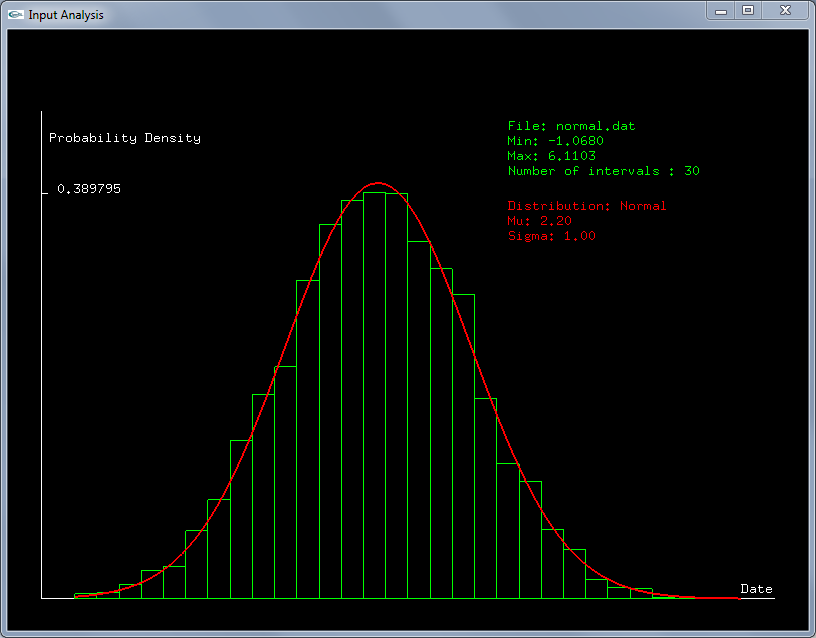 Input Analysis
Probability Density
0.389795
File: normal.dat
Min: -1.0680
Max: 6.1103
Number of intervals : 30
Distribution: Normal
Mu: 2.20
Sigma: 1.00
Date